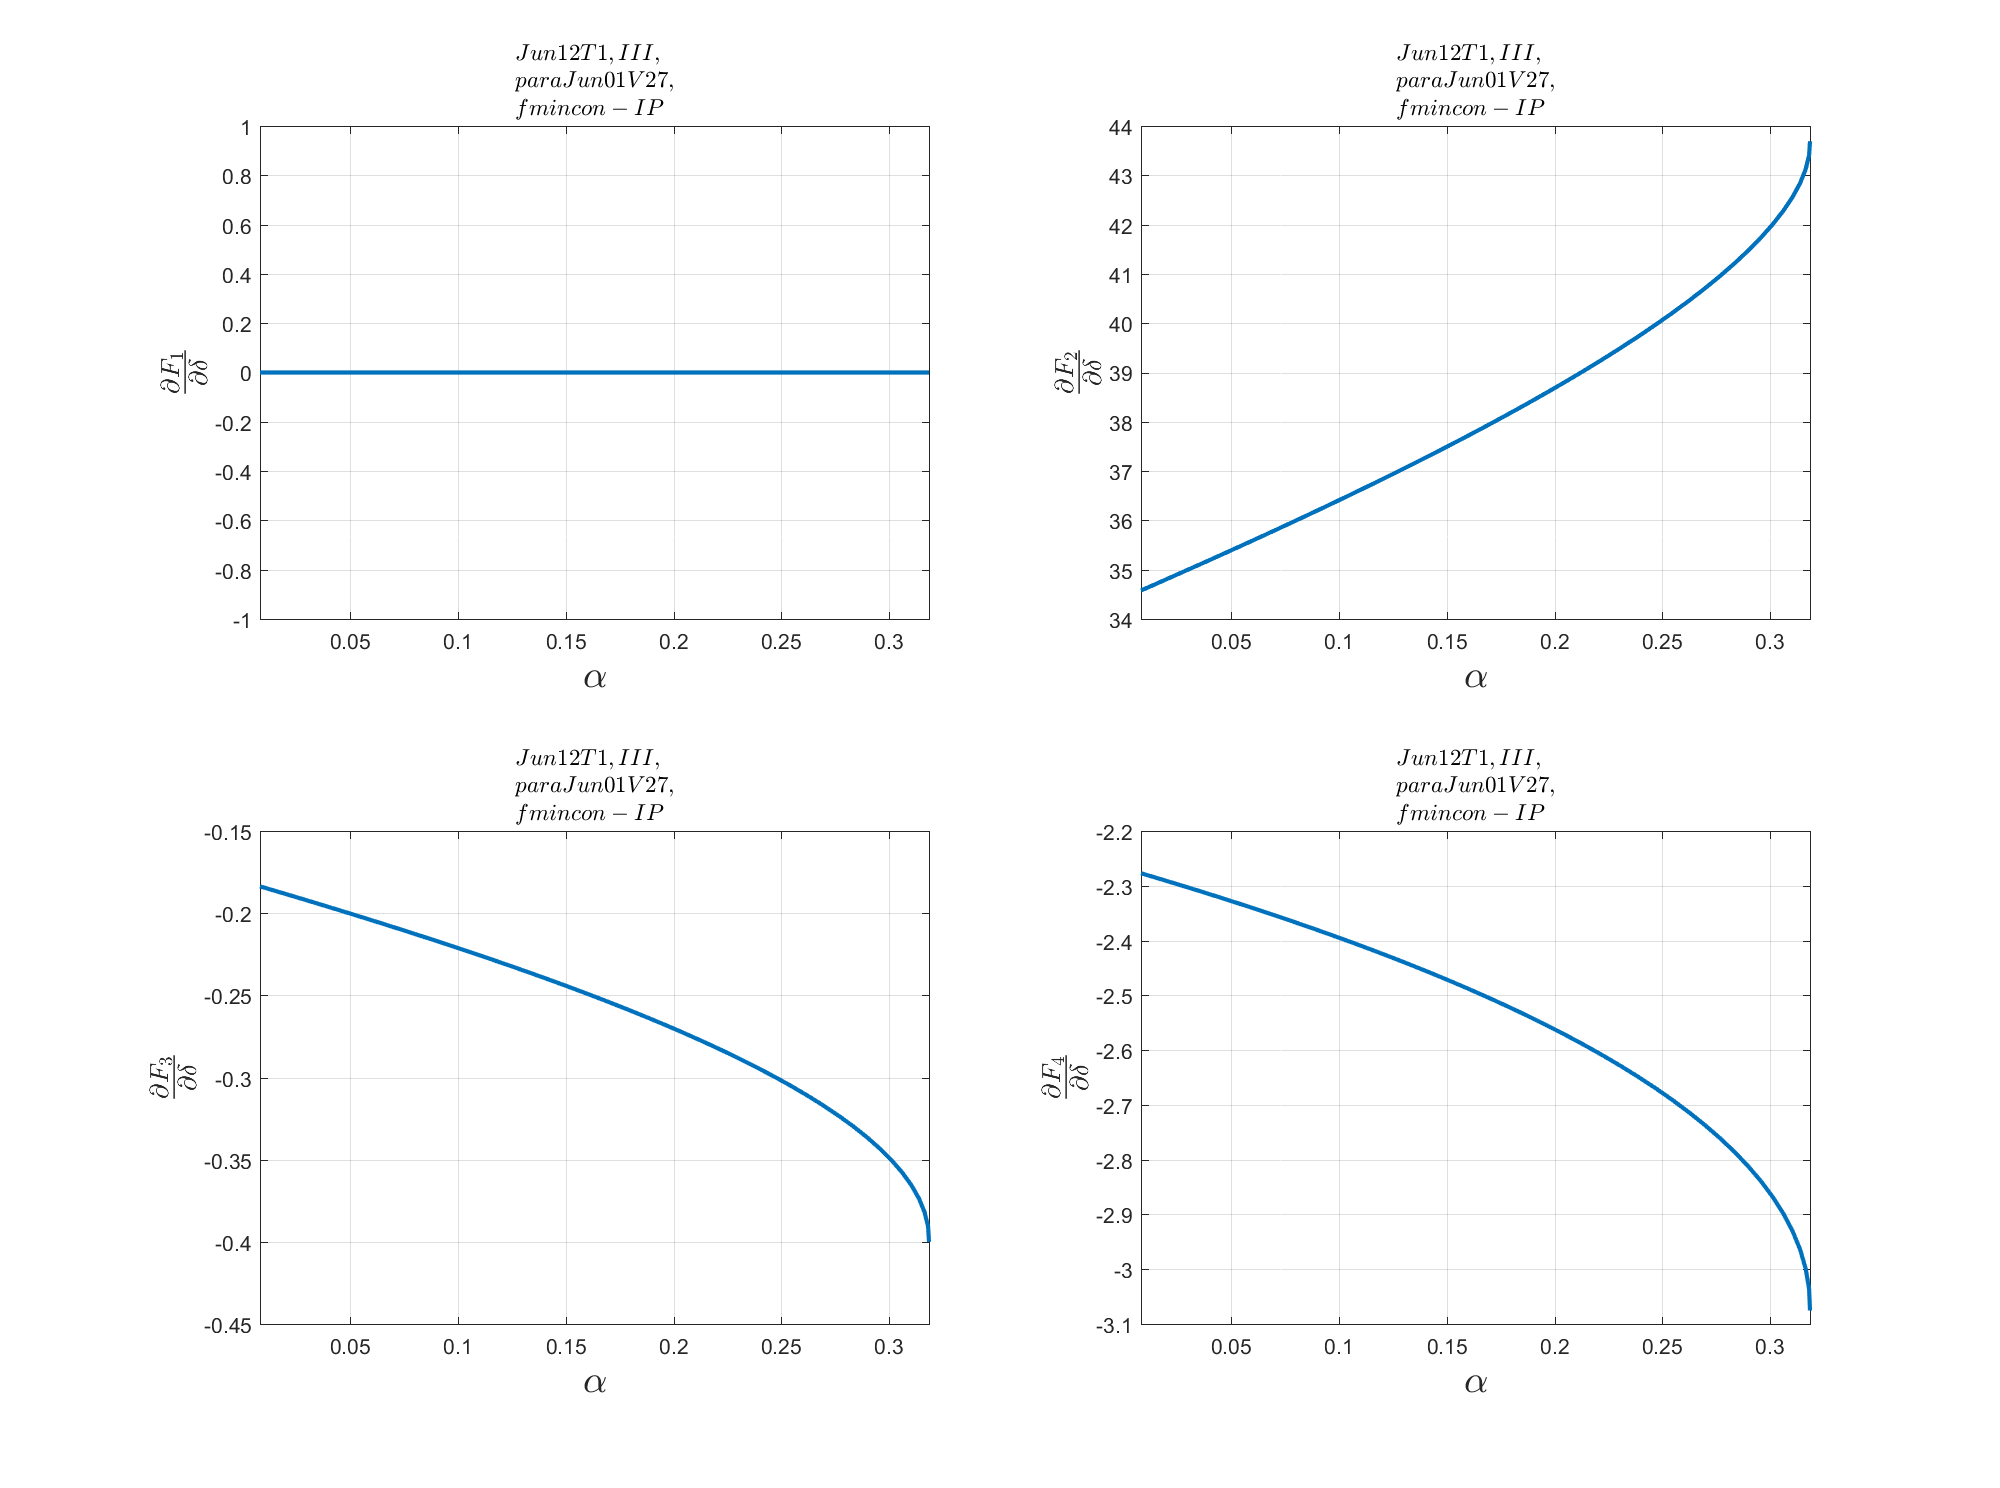 Jun12T1, III,
paraJun01V27,
fmincon − IP
1
0.8
0.6
0.4
0.2
0
-0.2
-0.4
-0.6
-0.8
-1
∂F₁/∂δ
0.05 0.1 0.15 0.2 0.25 0.3
α
Jun12T1, III,
paraJun01V27,
fmincon − IP
44
43
42
41
40
39
38
37
36
35
34
∂F₂/∂δ
0.05 0.1 0.15 0.2 0.25 0.3
α
Jun12T1, III,
paraJun01V27,
fmincon − IP
-0.15
-0.2
-0.25
-0.3
-0.35
-0.4
-0.45
∂F₃/∂δ
0.05 0.1 0.15 0.2 0.25 0.3
α
Jun12T1, III,
paraJun01V27,
fmincon − IP
-2.2
-2.3
-2.4
-2.5
-2.6
-2.7
-2.8
-2.9
-3
-3.1
∂F₄/∂δ
0.05 0.1 0.15 0.2 0.25 0.3
α